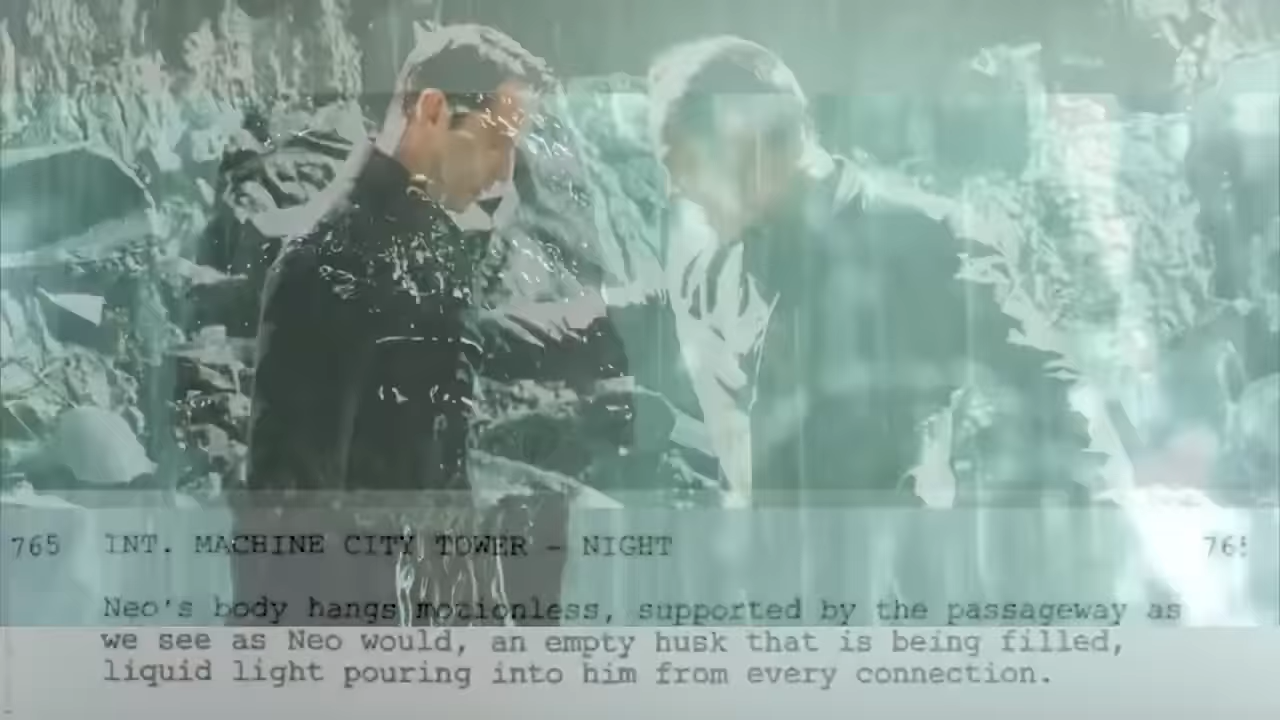 765 INT. MACHINE CITY TOWER - NIGHT 765
Neo's body hangs motionless, supported by the passageway as
we see as Neo would, an empty husk that is being filled,
liquid light pouring into him from every connection.